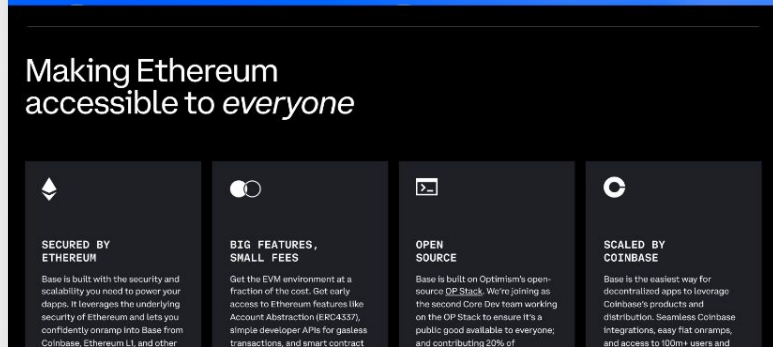 Making Ethereum
accessible to everyone
SECURED BY
ETHEREUM
Base is built with the security and
scalability you need to power your
dapps. It leverages the underlying
security of Ethereum and lets you
confidently onramp into Base from
Coinbase, Ethereum L1, and other
BIG FEATURES,
SMALL FEES
Get the EVM environment at a
fraction of the cost. Get early
access to Ethereum features like
Account Abstraction (ERC4337),
simple developer APIs for gasless
transactions, and smart contract
OPEN
SOURCE
Base is built on Optimism’s open-
source OP Stack. We’re joining as
the second Core Dev team working
on the OP Stack to ensure it’s a
public good available to everyone;
and contributing 20% of
SCALED BY
COINBASE
Base is the easiest way for
decentralized apps to leverage
Coinbase’s products and
distribution. Seamless Coinbase
integrations, easy fiat onramps,
and access to 100m+ users and